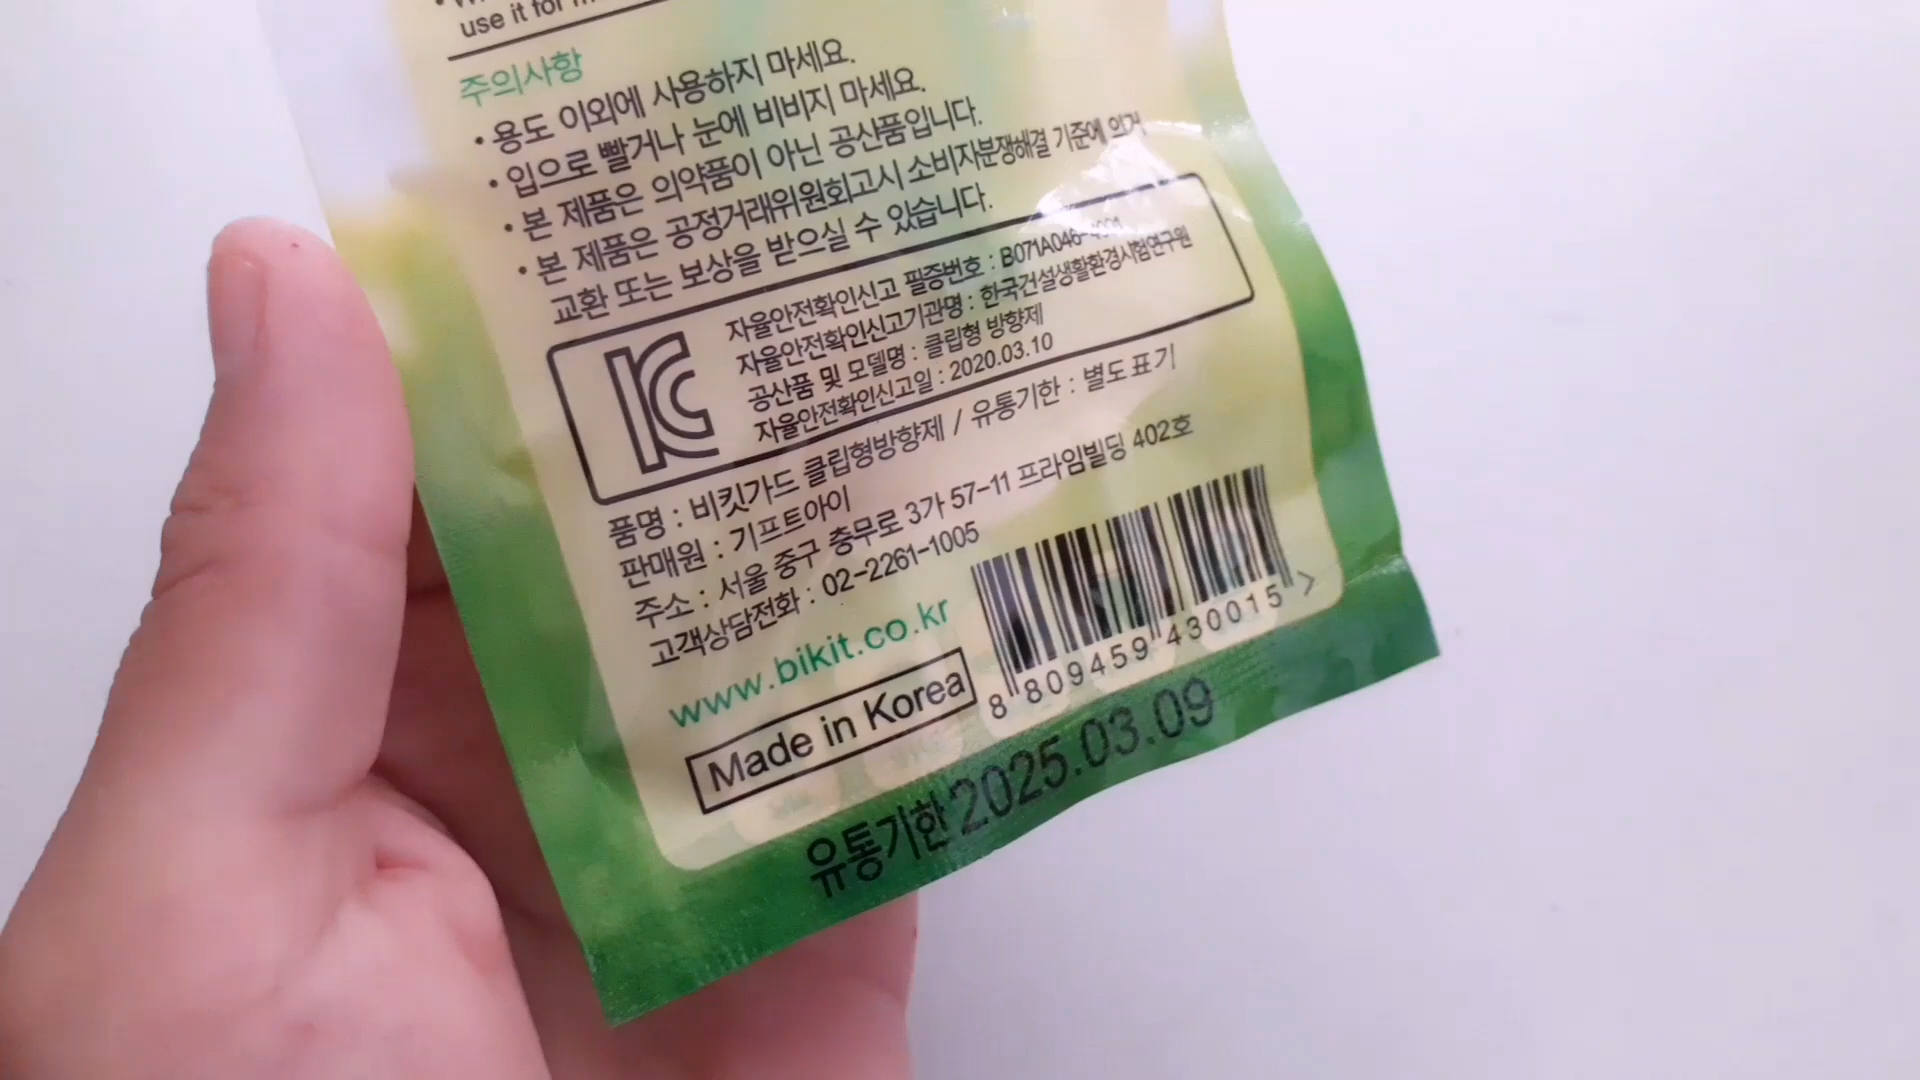 use it for
주의사항
• 용도 이외에 사용하지 마세요.
• 입으로 빨거나 눈에 비비지 마세요.
• 본 제품은 의약품이 아닌 공산품입니다.
• 본 제품은 공정거래위원회고시 소비자분쟁해결 기준에 의거
교환 또는 보상을 받으실 수 있습니다.
자율안전확인신고 필증번호 :
자율안전확인신고기관명 : 한국건설생활환경시험연구원
공산품 및 모델명 : 클립형 방향제
자율안전확인신고일 : 2020.03.10
품명 : 비킷가드 클립형방향제 / 유통기한 : 별도 표기
판매원 : 기프트아이
주소 : 서울 중구 충무로 3가 57-11 프라임빌딩 402호
고객상담전화 : 02-2261-1005
www.bikit.co.kr
Made in Korea
8 809459 430015 >
유통기한 2025.03.09